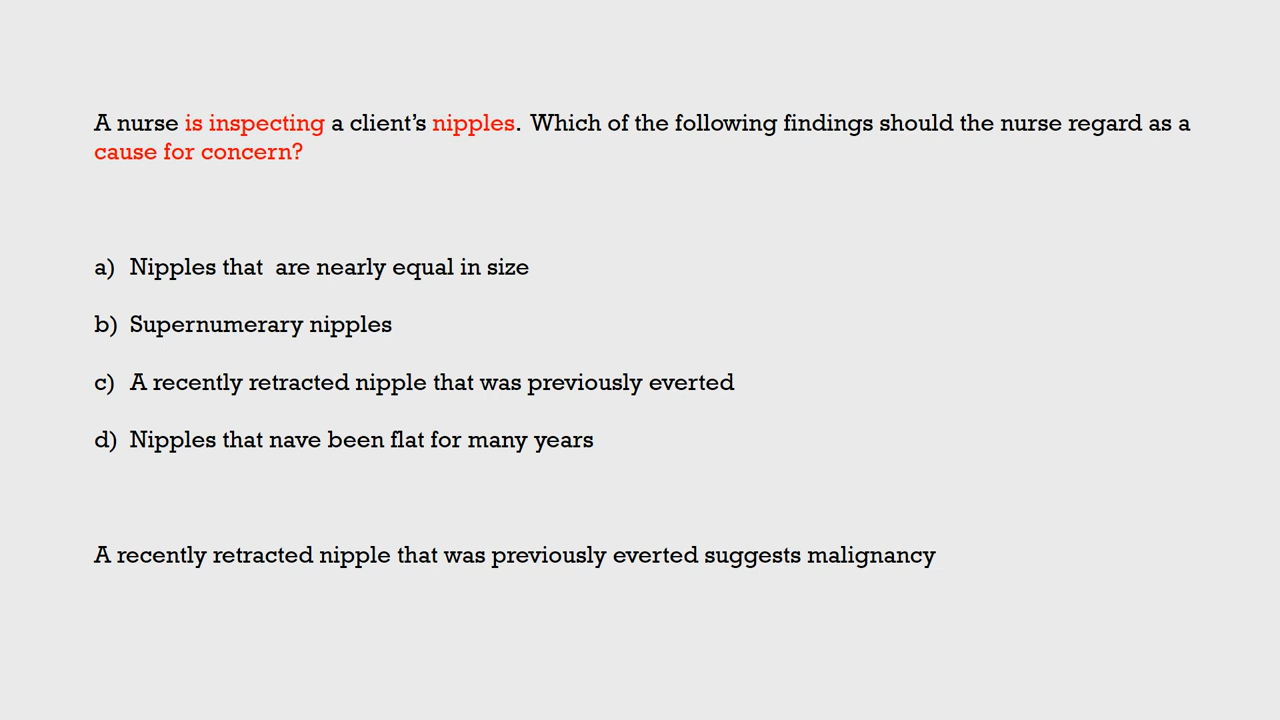 A nurse is inspecting a client’s nipples. Which of the following findings should the nurse regard as a
cause for concern?
a) Nipples that are nearly equal in size
b) Supernumerary nipples
c) A recently retracted nipple that was previously everted
d) Nipples that nave been flat for many years
A recently retracted nipple that was previously everted suggests malignancy